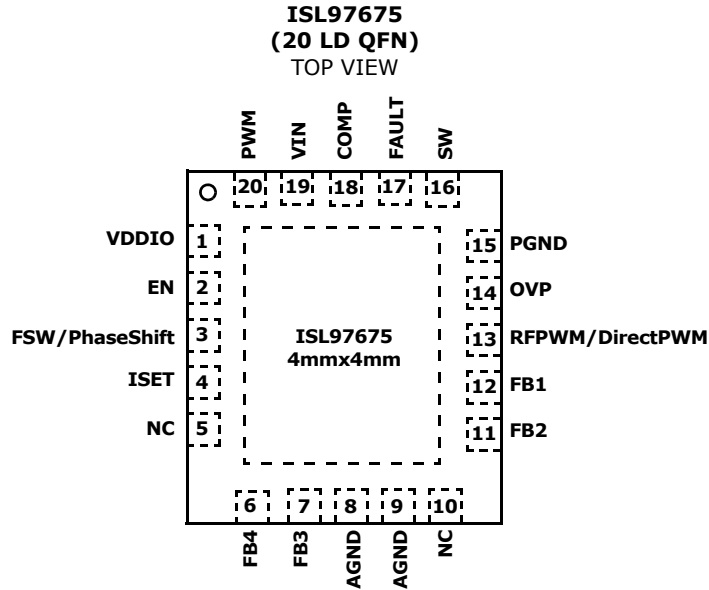 ISL97675
(20 LD QFN)
TOP VIEW
PWM
VIN
COMP
FAULT
SW
20
19
18
17
16
VDDIO 1
EN 2
FSW/PhaseShift 3
ISET 4
NC 5
ISL97675
4mmx4mm
15 PGND
14 OVP
13 RFPWM/DirectPWM
12 FB1
11 FB2
6
7
8
9
10
FB4
FB3
AGND
AGND
NC